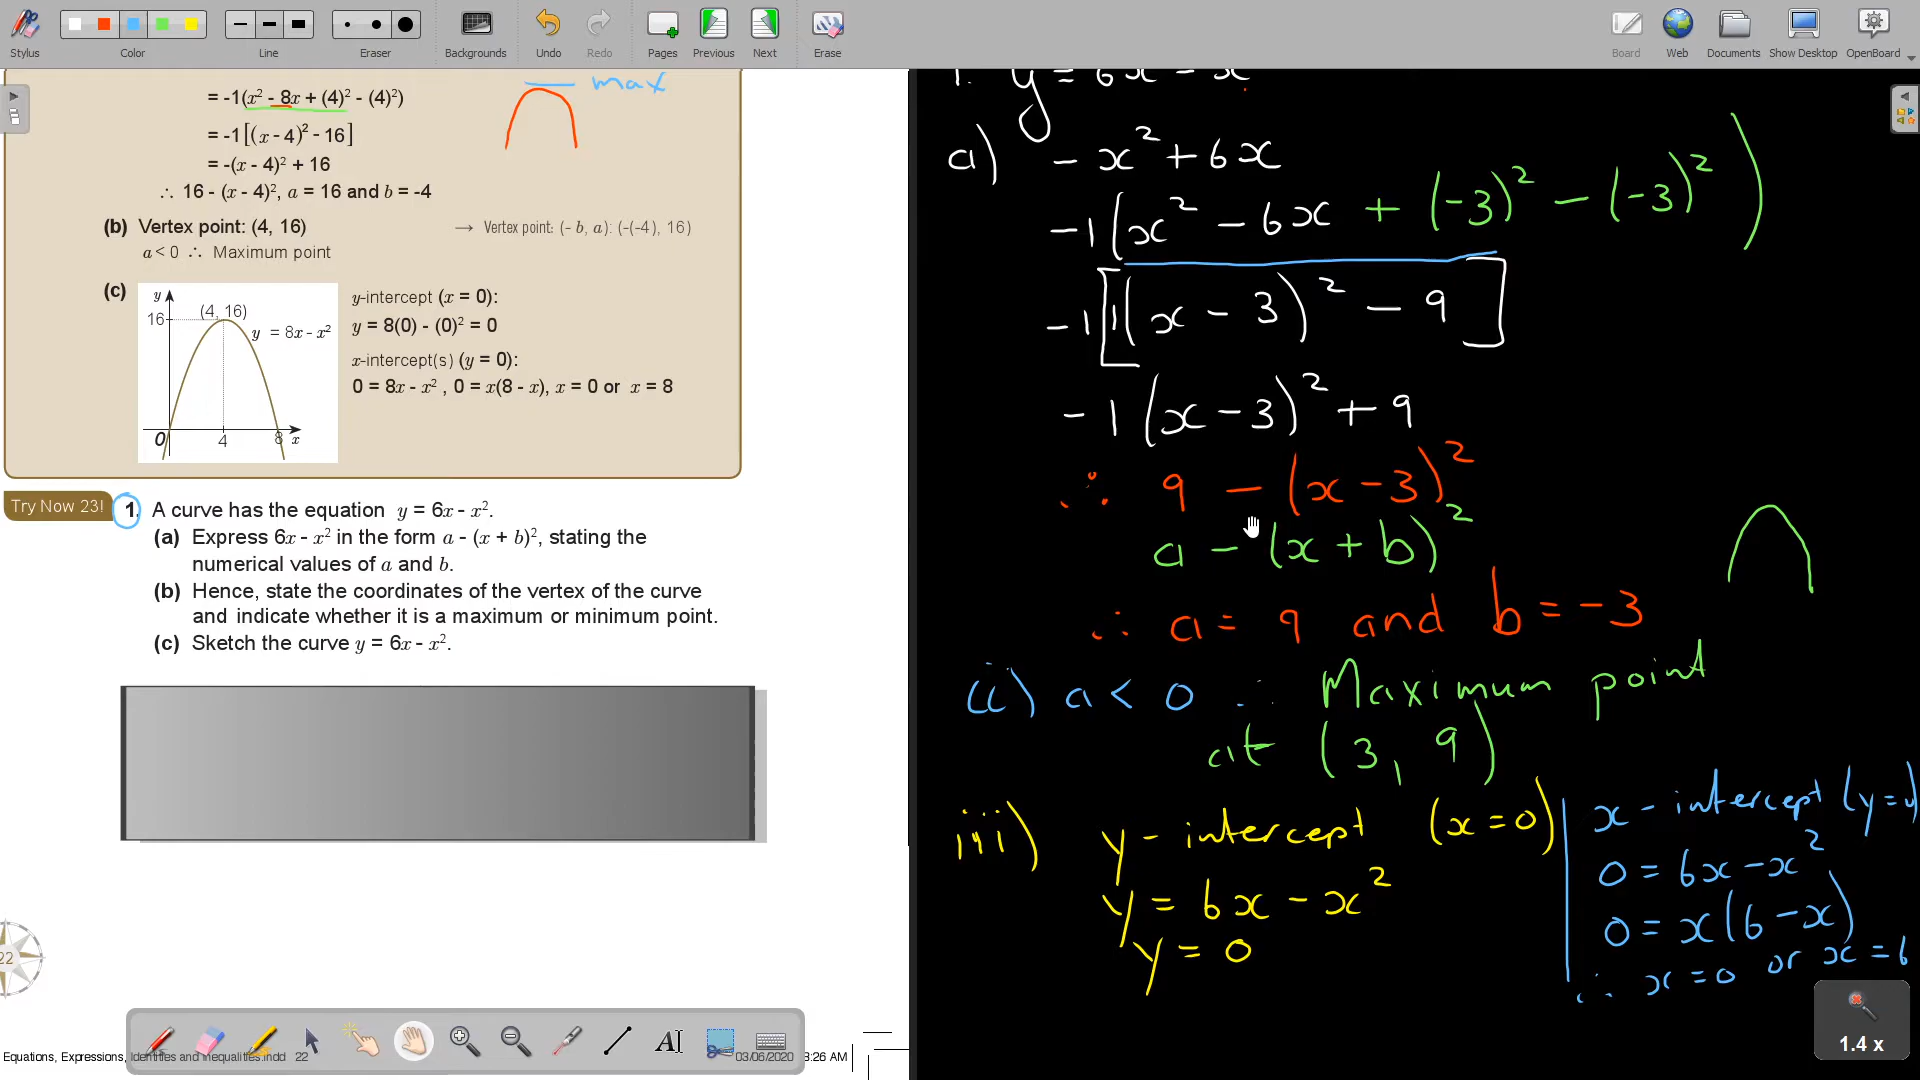 Stylus
Color
Line
Eraser
Backgrounds
Undo
Redo
Pages
Previous
Next
Erase
Board
Web
Documents
Show Desktop
OpenBoard
= -1(x² - 8x + (4)² - (4)²)
= -1[(x - 4)² - 16]
= -(x - 4)² + 16
∴ 16 - (x - 4)², a = 16 and b = -4
max
(b) Vertex point: (4, 16) → Vertex point: (- b, a): (-(-4), 16)
a < 0 ∴ Maximum point
(c)
y
(4, 16)
16
y = 8x - x²
0
4
8
x
y-intercept (x = 0):
y = 8(0) - (0)² = 0
x-intercept(s) (y = 0):
0 = 8x - x² , 0 = x(8 - x), x = 0 or x = 8
Try Now 23!
1. A curve has the equation y = 6x - x².
(a) Express 6x - x² in the form a - (x + b)², stating the
numerical values of a and b.
(b) Hence, state the coordinates of the vertex of the curve
and indicate whether it is a maximum or minimum point.
(c) Sketch the curve y = 6x - x².
22
Equations, Expressions, Identities and Inequalities.indd 22
03/06/2020
8:26 AM
1. y = 6x - x²
a) - x² + 6x
-1(x² - 6x + (-3)² - (-3)²)
-1[(x - 3)² - 9]
-1(x - 3)² + 9
∴ 9 - (x - 3)²
a - (x + b)²
∴ a = 9 and b = -3
(ii) a < 0 ∴ Maximum point
at (3, 9)
iii) y - intercept (x = 0)
y = 6x - x²
y = 0
x - intercept (y =
0 = 6x - x²
0 = x(6 - x)
∴ x = 0 or x = 6
1.4 x